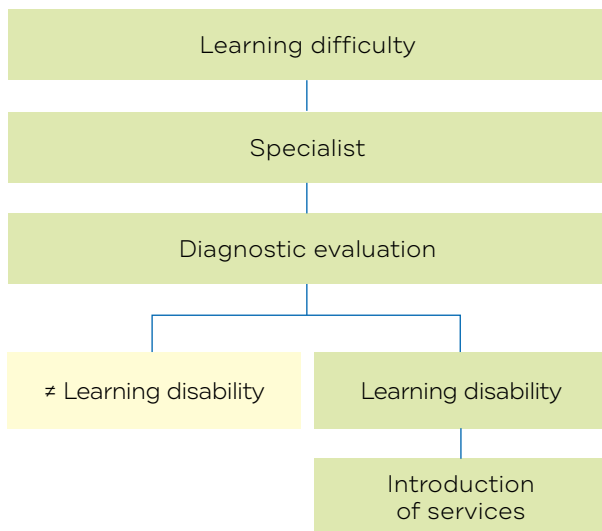 Learning difficulty
Specialist
Diagnostic evaluation
≠ Learning disability
Learning disability
Introduction
of services